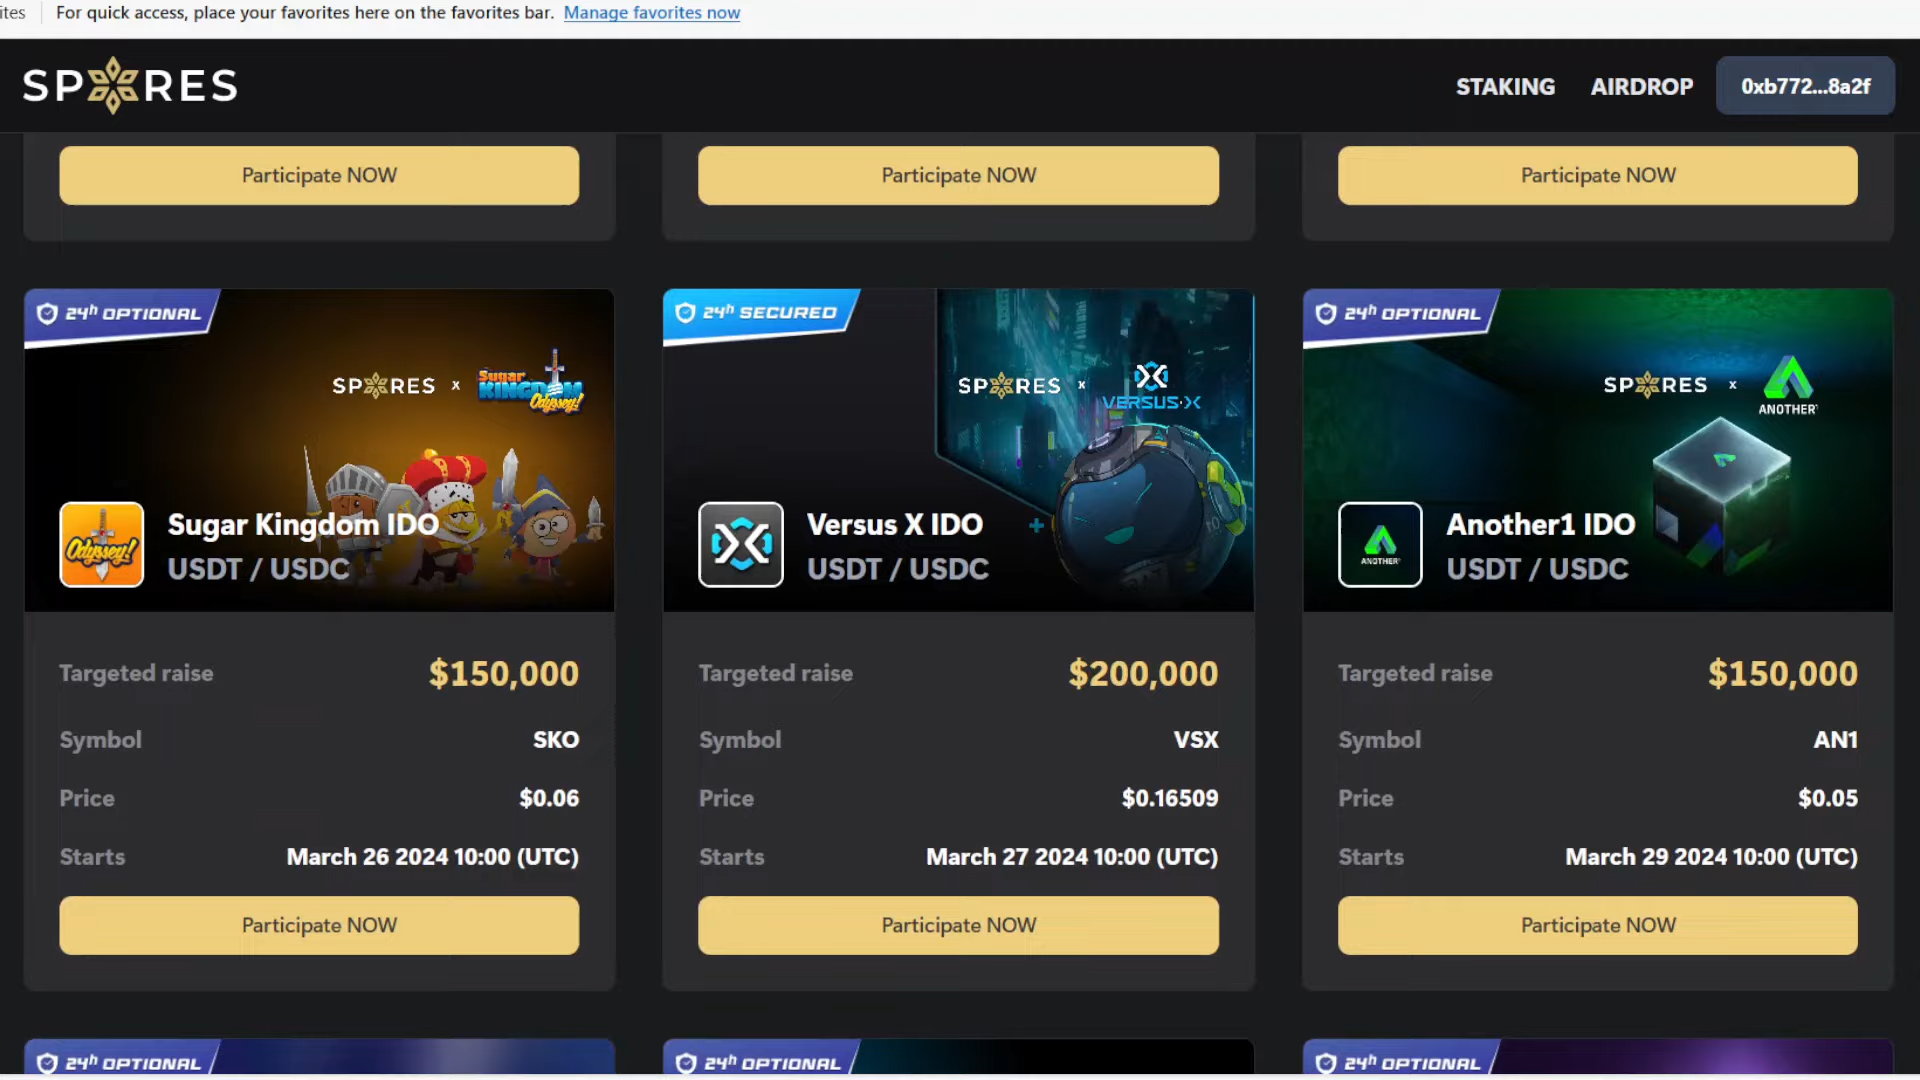 ites For quick access, place your favorites here on the favorites bar. Manage favorites now
SPORES STAKING AIRDROP 0xb772...8a2f
Participate NOW Participate NOW Participate NOW
24h OPTIONAL 24h SECURED 24h OPTIONAL
SPORES x Sugar KINGDOM Odyssey! SPORES x VERSUS-X SPORES x ANOTHER
Odyssey! Sugar Kingdom IDO Versus X IDO ANOTHER Another1 IDO
USDT / USDC USDT / USDC USDT / USDC
Targeted raise $150,000 Targeted raise $200,000 Targeted raise $150,000
Symbol SKO Symbol VSX Symbol AN1
Price $0.06 Price $0.16509 Price $0.05
Starts March 26 2024 10:00 (UTC) Starts March 27 2024 10:00 (UTC) Starts March 29 2024 10:00 (UTC)
Participate NOW Participate NOW Participate NOW
24h OPTIONAL 24h OPTIONAL 24h OPTIONAL